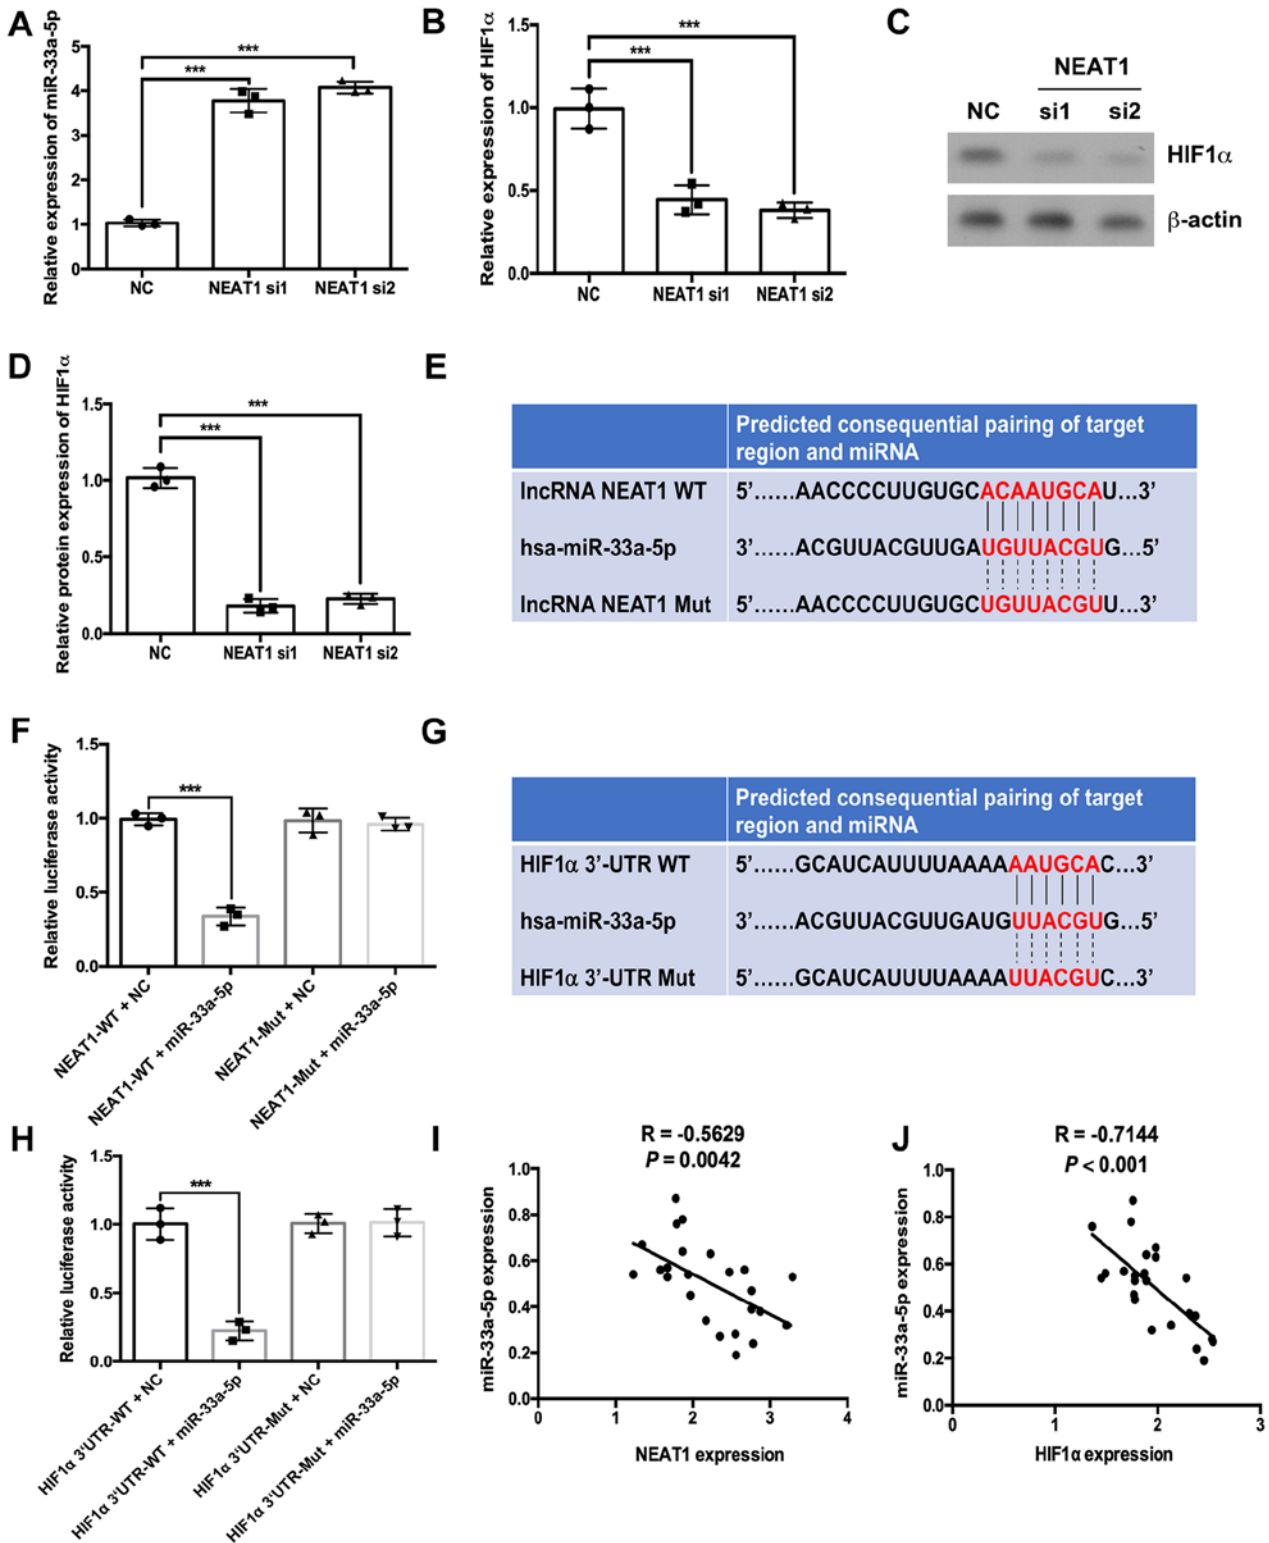 A
Relative expression of miR-33a-5p
5
4
3
2
1
0
***
***
NC
NEAT1 si1
NEAT1 si2
B
Relative expression of HIF1α
1.5
1.0
0.5
0.0
***
***
NC
NEAT1 si1
NEAT1 si2
C
NEAT1
NC si1 si2
HIF1α
β-actin
D
Relative protein expression of HIF1α
1.5
1.0
0.5
0.0
***
***
NC
NEAT1 si1
NEAT1 si2
E
Predicted consequential pairing of target
region and miRNA
lncRNA NEAT1 WT 5’......AACCCCUUGUGCACAAUGCAU...3’
hsa-miR-33a-5p 3’......ACGUUACGUUGAUGUUACGUG...5’
lncRNA NEAT1 Mut 5’......AACCCCUUGUGCUGUUACGUU...3’
F
Relative luciferase activity
1.5
1.0
0.5
0.0
***
NEAT1-WT + NC
NEAT1-WT + miR-33a-5p
NEAT1-Mut + NC
NEAT1-Mut + miR-33a-5p
G
Predicted consequential pairing of target
region and miRNA
HIF1α 3’-UTR WT 5’......GCAUCAUUUUAAAAAAUGCAC...3’
hsa-miR-33a-5p 3’......ACGUUACGUUGAUGUUACGUG...5’
HIF1α 3’-UTR Mut 5’......GCAUCAUUUUAAAAUUACGUC...3’
H
Relative luciferase activity
1.5
1.0
0.5
0.0
***
HIF1α 3'UTR-WT + NC
HIF1α 3'UTR-WT + miR-33a-5p
HIF1α 3'UTR-Mut + NC
HIF1α 3'UTR-Mut + miR-33a-5p
I
R = -0.5629
P = 0.0042
miR-33a-5p expression
1.0
0.8
0.6
0.4
0.2
0.0
0 1 2 3 4
NEAT1 expression
J
R = -0.7144
P < 0.001
miR-33a-5p expression
1.0
0.8
0.6
0.4
0.2
0.0
0 1 2 3
HIF1α expression